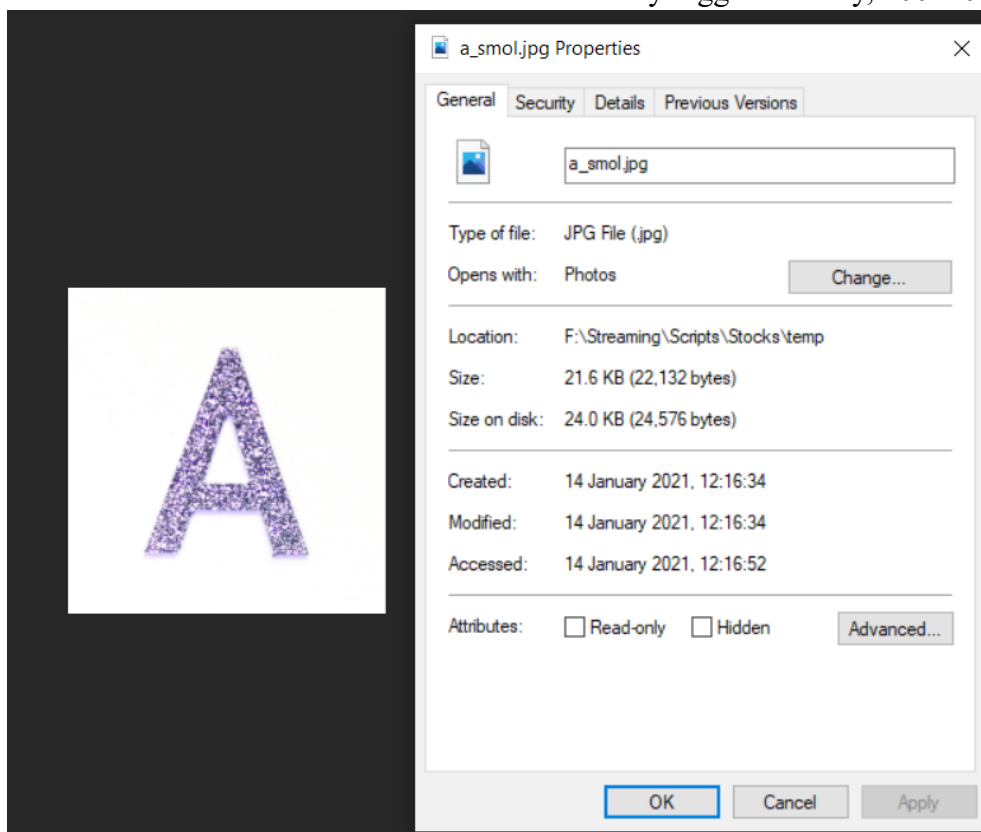 a_smol.jpg Properties
General Security Details Previous Versions
a_smol.jpg
Type of file: JPG File (.jpg)
Opens with: Photos Change...
Location: F:\Streaming\Scripts\Stocks\temp
Size: 21.6 KB (22,132 bytes)
Size on disk: 24.0 KB (24,576 bytes)
Created: 14 January 2021, 12:16:34
Modified: 14 January 2021, 12:16:34
Accessed: 14 January 2021, 12:16:52
Attributes: Read-only Hidden Advanced...
OK Cancel Apply
A